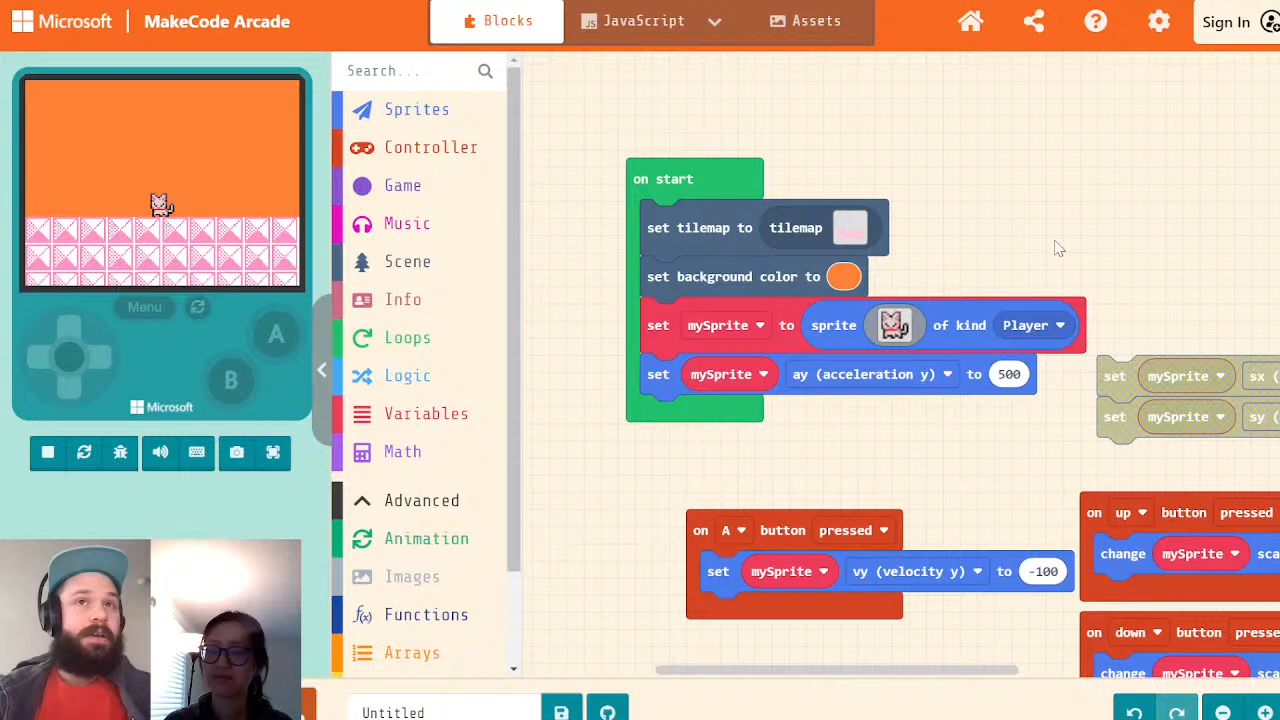 Microsoft | MakeCode Arcade
Blocks
JavaScript
Assets
Sign In
Search...
Sprites
Controller
Game
Music
Scene
Info
Loops
Logic
Variables
Math
Advanced
Animation
Images
Functions
Arrays
Menu
A
B
Microsoft
on start
set tilemap to tilemap
set background color to
set mySprite to sprite of kind Player
set mySprite ay (acceleration y) to 500
set mySprite sx (
set mySprite sy (
on A button pressed
set mySprite vy (velocity y) to -100
on up button pressed
change mySprite sca
on down button presse
change mySprite sca
Untitled